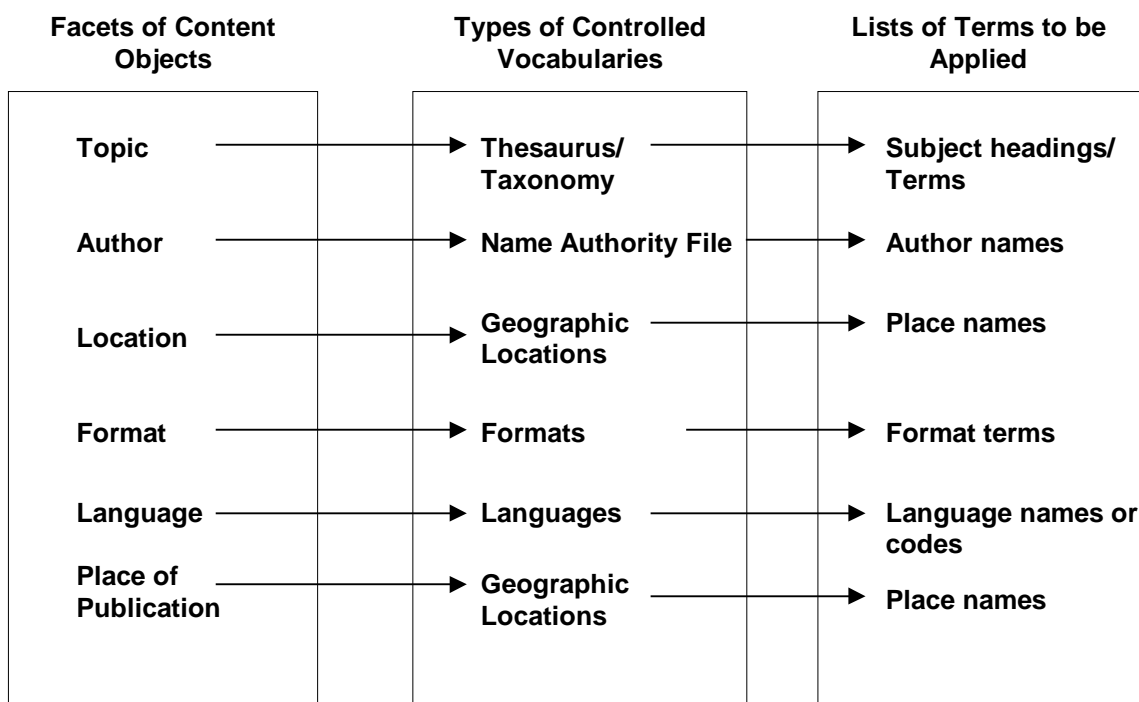 Facets of Content
Objects
Types of Controlled
Vocabularies
Lists of Terms to be
Applied
Topic
Thesaurus/
Taxonomy
Subject headings/
Terms
Author
Name Authority File
Author names
Location
Geographic
Locations
Place names
Format
Formats
Format terms
Language
Languages
Language names or
codes
Place of
Publication
Geographic
Locations
Place names